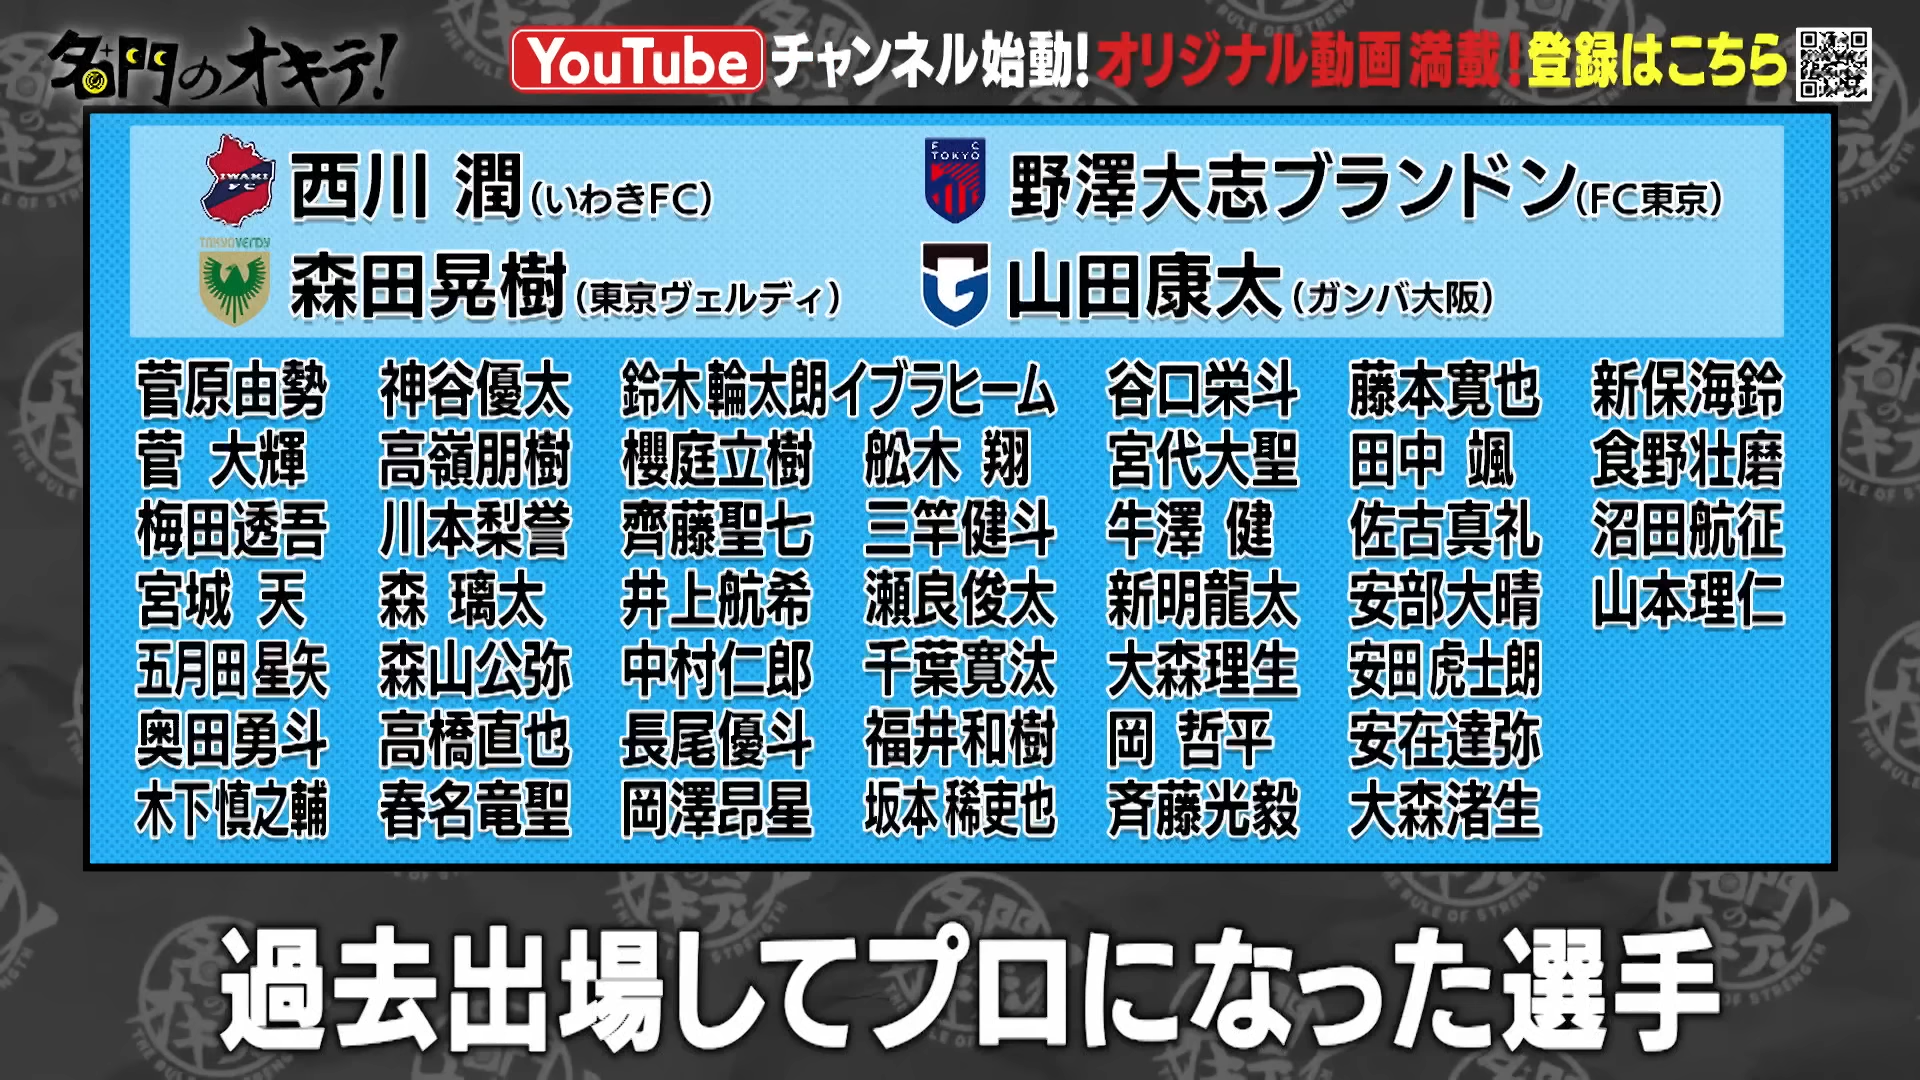 名門のオキテ!
YouTubeチャンネル始動!オリジナル動画満載!登録はこちら
IWAKI FC
西川 潤(いわきFC)
FC TOKYO
野澤大志ブランドン(FC東京)
TOKYO VERDY
森田晃樹(東京ヴェルディ)
山田康太(ガンバ大阪)
菅原由勢 神谷優太 鈴木輪太朗イブラヒーム 谷口栄斗 藤本寛也 新保海鈴
菅 大輝 高嶺朋樹 櫻庭立樹 舩木 翔 宮代大聖 田中 颯 食野壮磨
梅田透吾 川本梨誉 齊藤聖七 三竿健斗 牛澤 健 佐古真礼 沼田航征
宮城 天 森 璃太 井上航希 瀬良俊太 新明龍太 安部大晴 山本理仁
五月田星矢 森山公弥 中村仁郎 千葉寛汰 大森理生 安田虎士朗
奥田勇斗 高橋直也 長尾優斗 福井和樹 岡 哲平 安在達弥
木下慎之輔 春名竜聖 岡澤昂星 坂本稀吏也 斉藤光毅 大森渚生
過去出場してプロになった選手